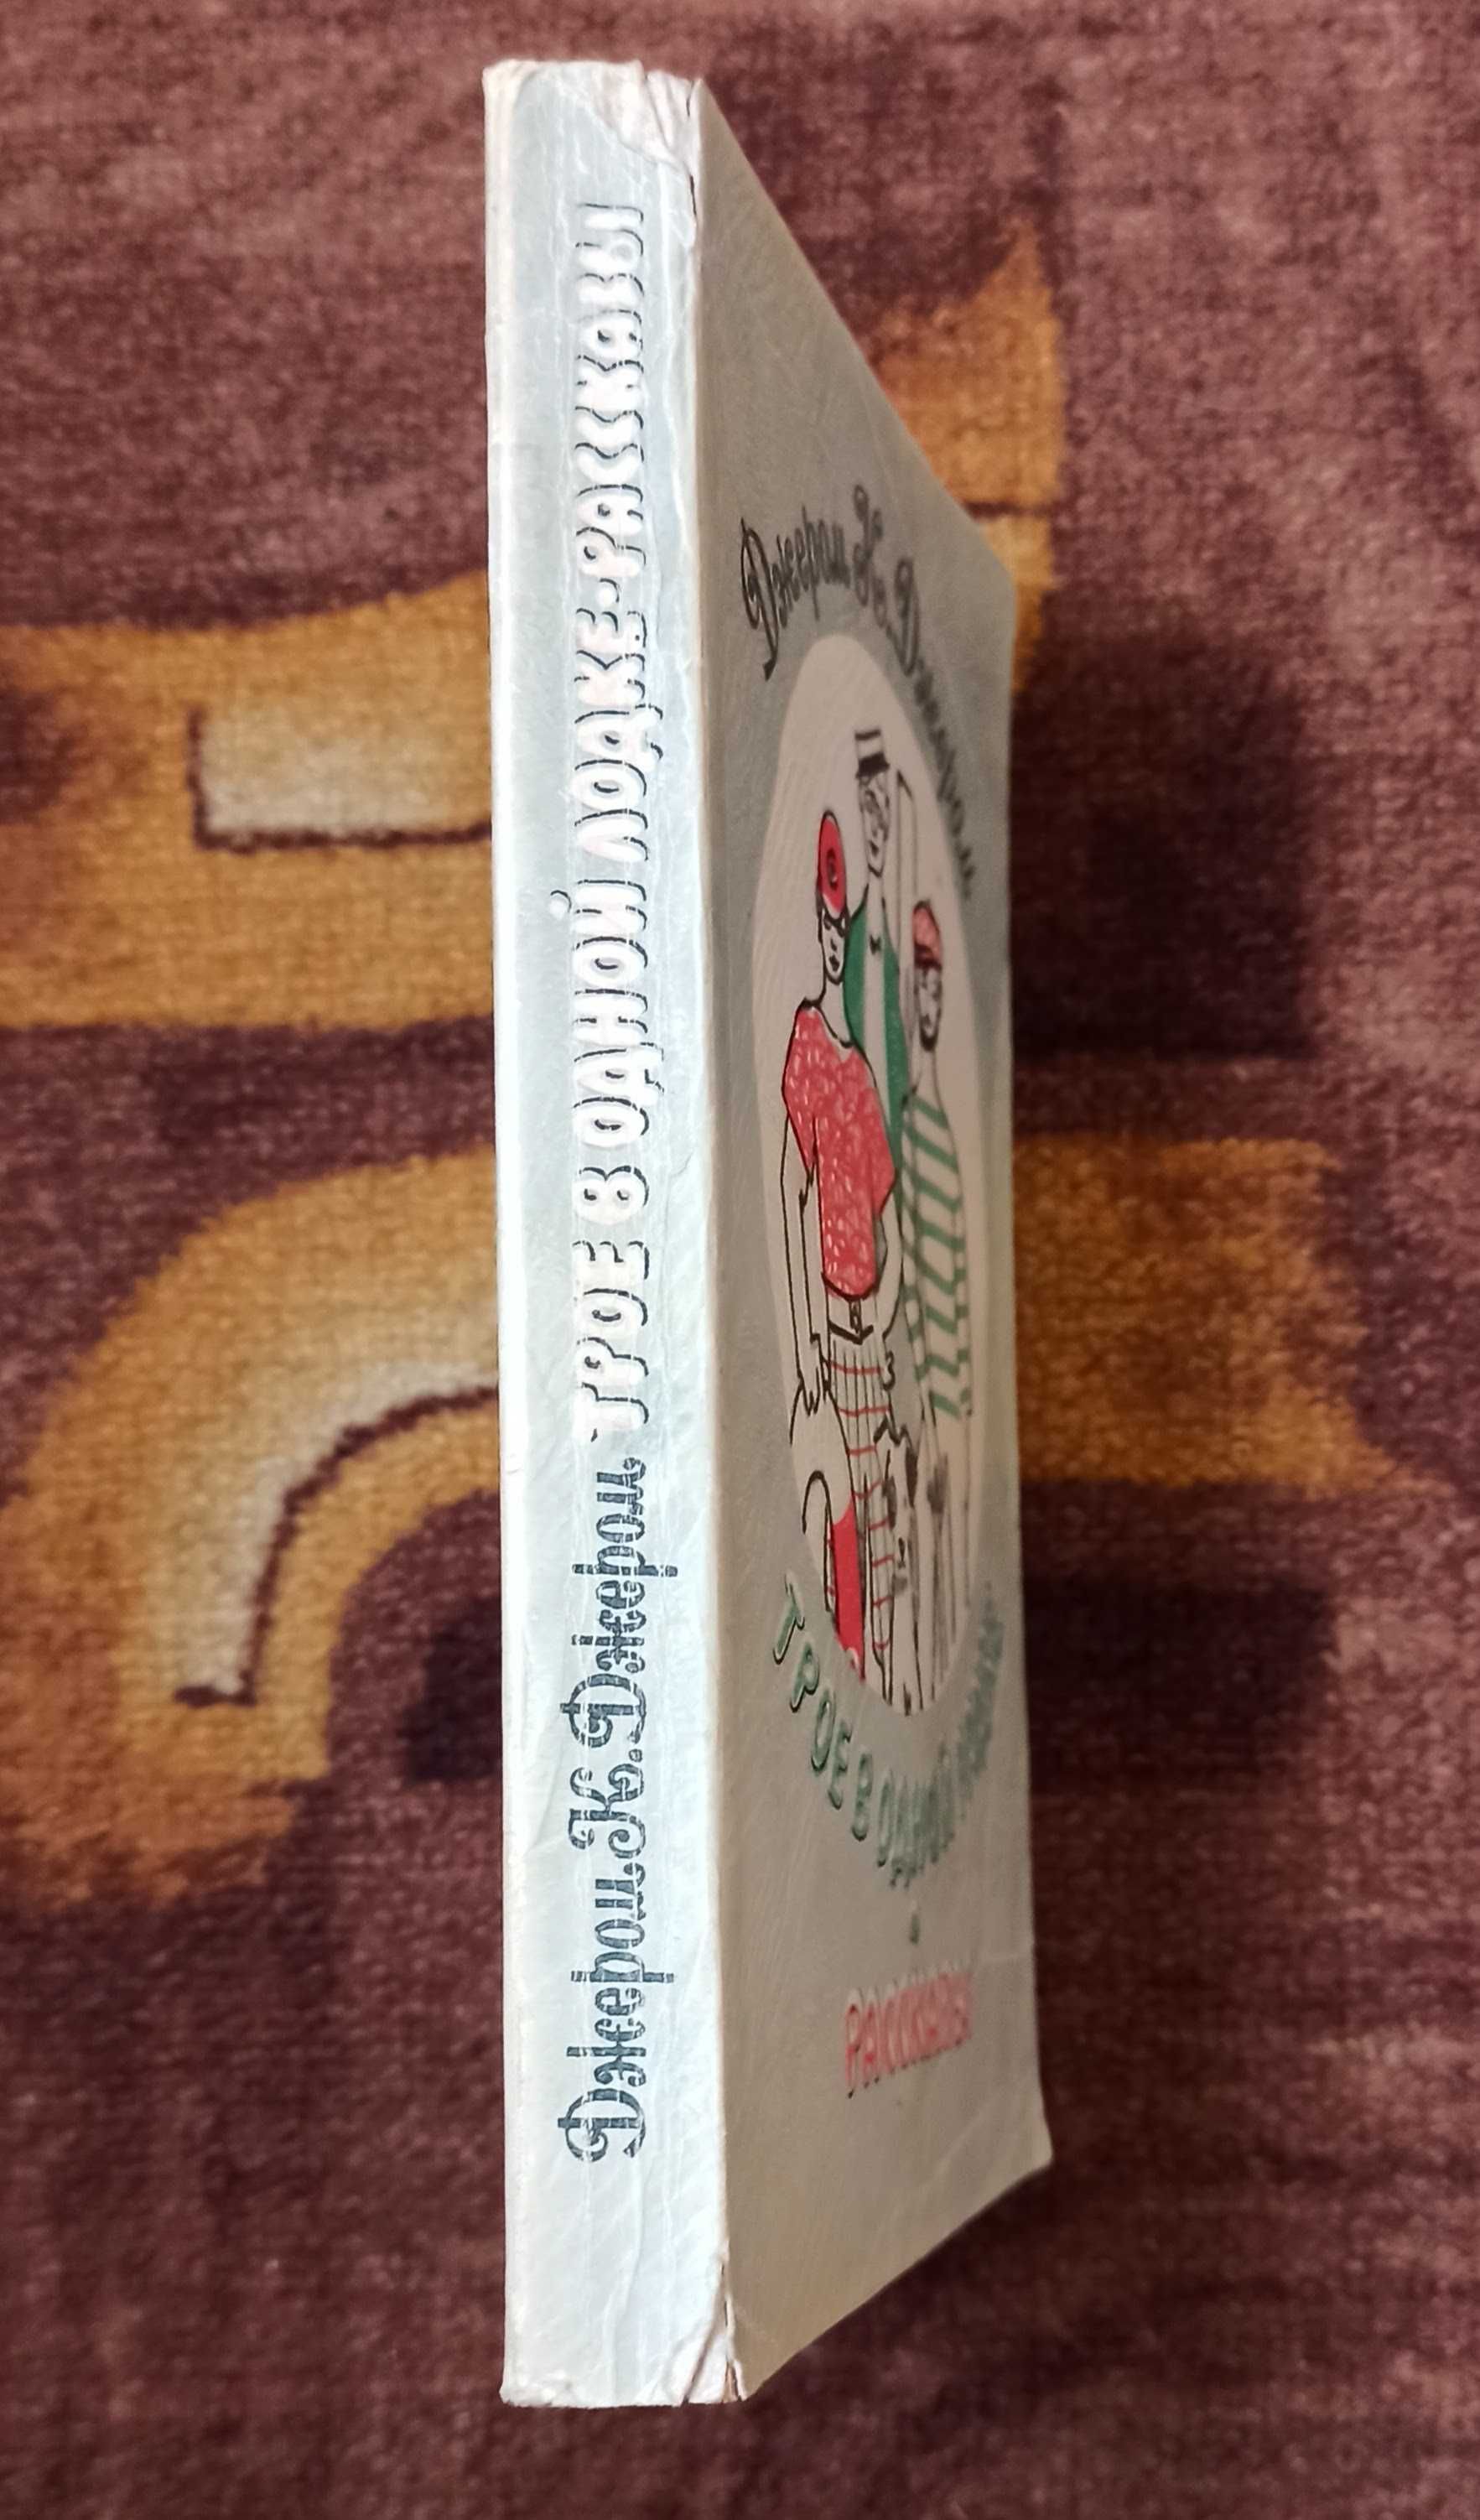 Джером К. Джером ТРОЕ В ОДНОЙ ЛОДКЕ·РАССКАЗЫ
Джером К. Джером
ТРОЕ В ОДНОЙ ЛОДКЕ
РАССКАЗЫ